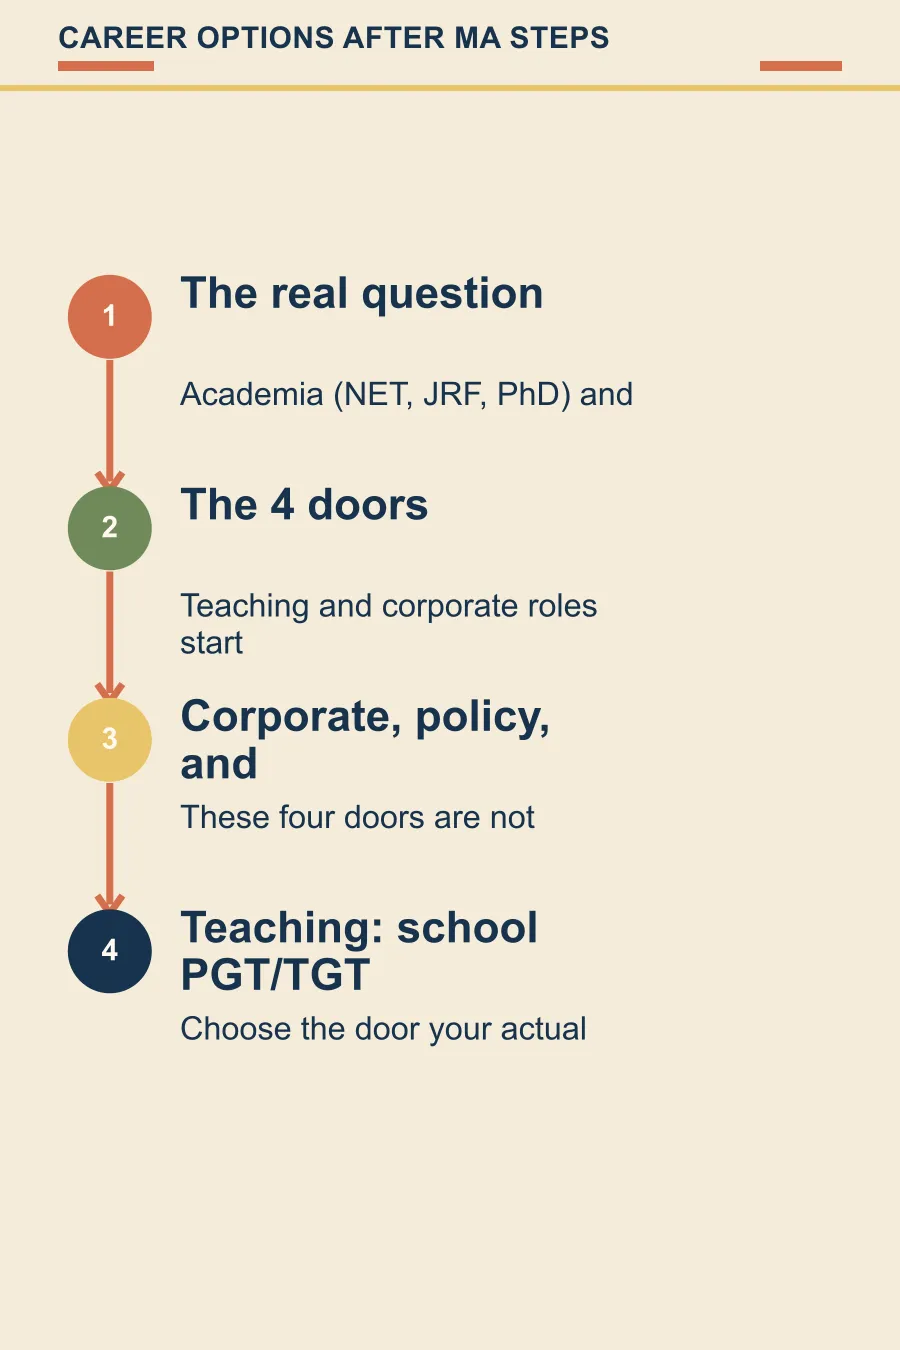 CAREER OPTIONS AFTER MA STEPS
1
The real question
Academia (NET, JRF, PhD) and
2
The 4 doors
Teaching and corporate roles
start
3
Corporate, policy,
and
These four doors are not
4
Teaching: school
PGT/TGT
Choose the door your actual